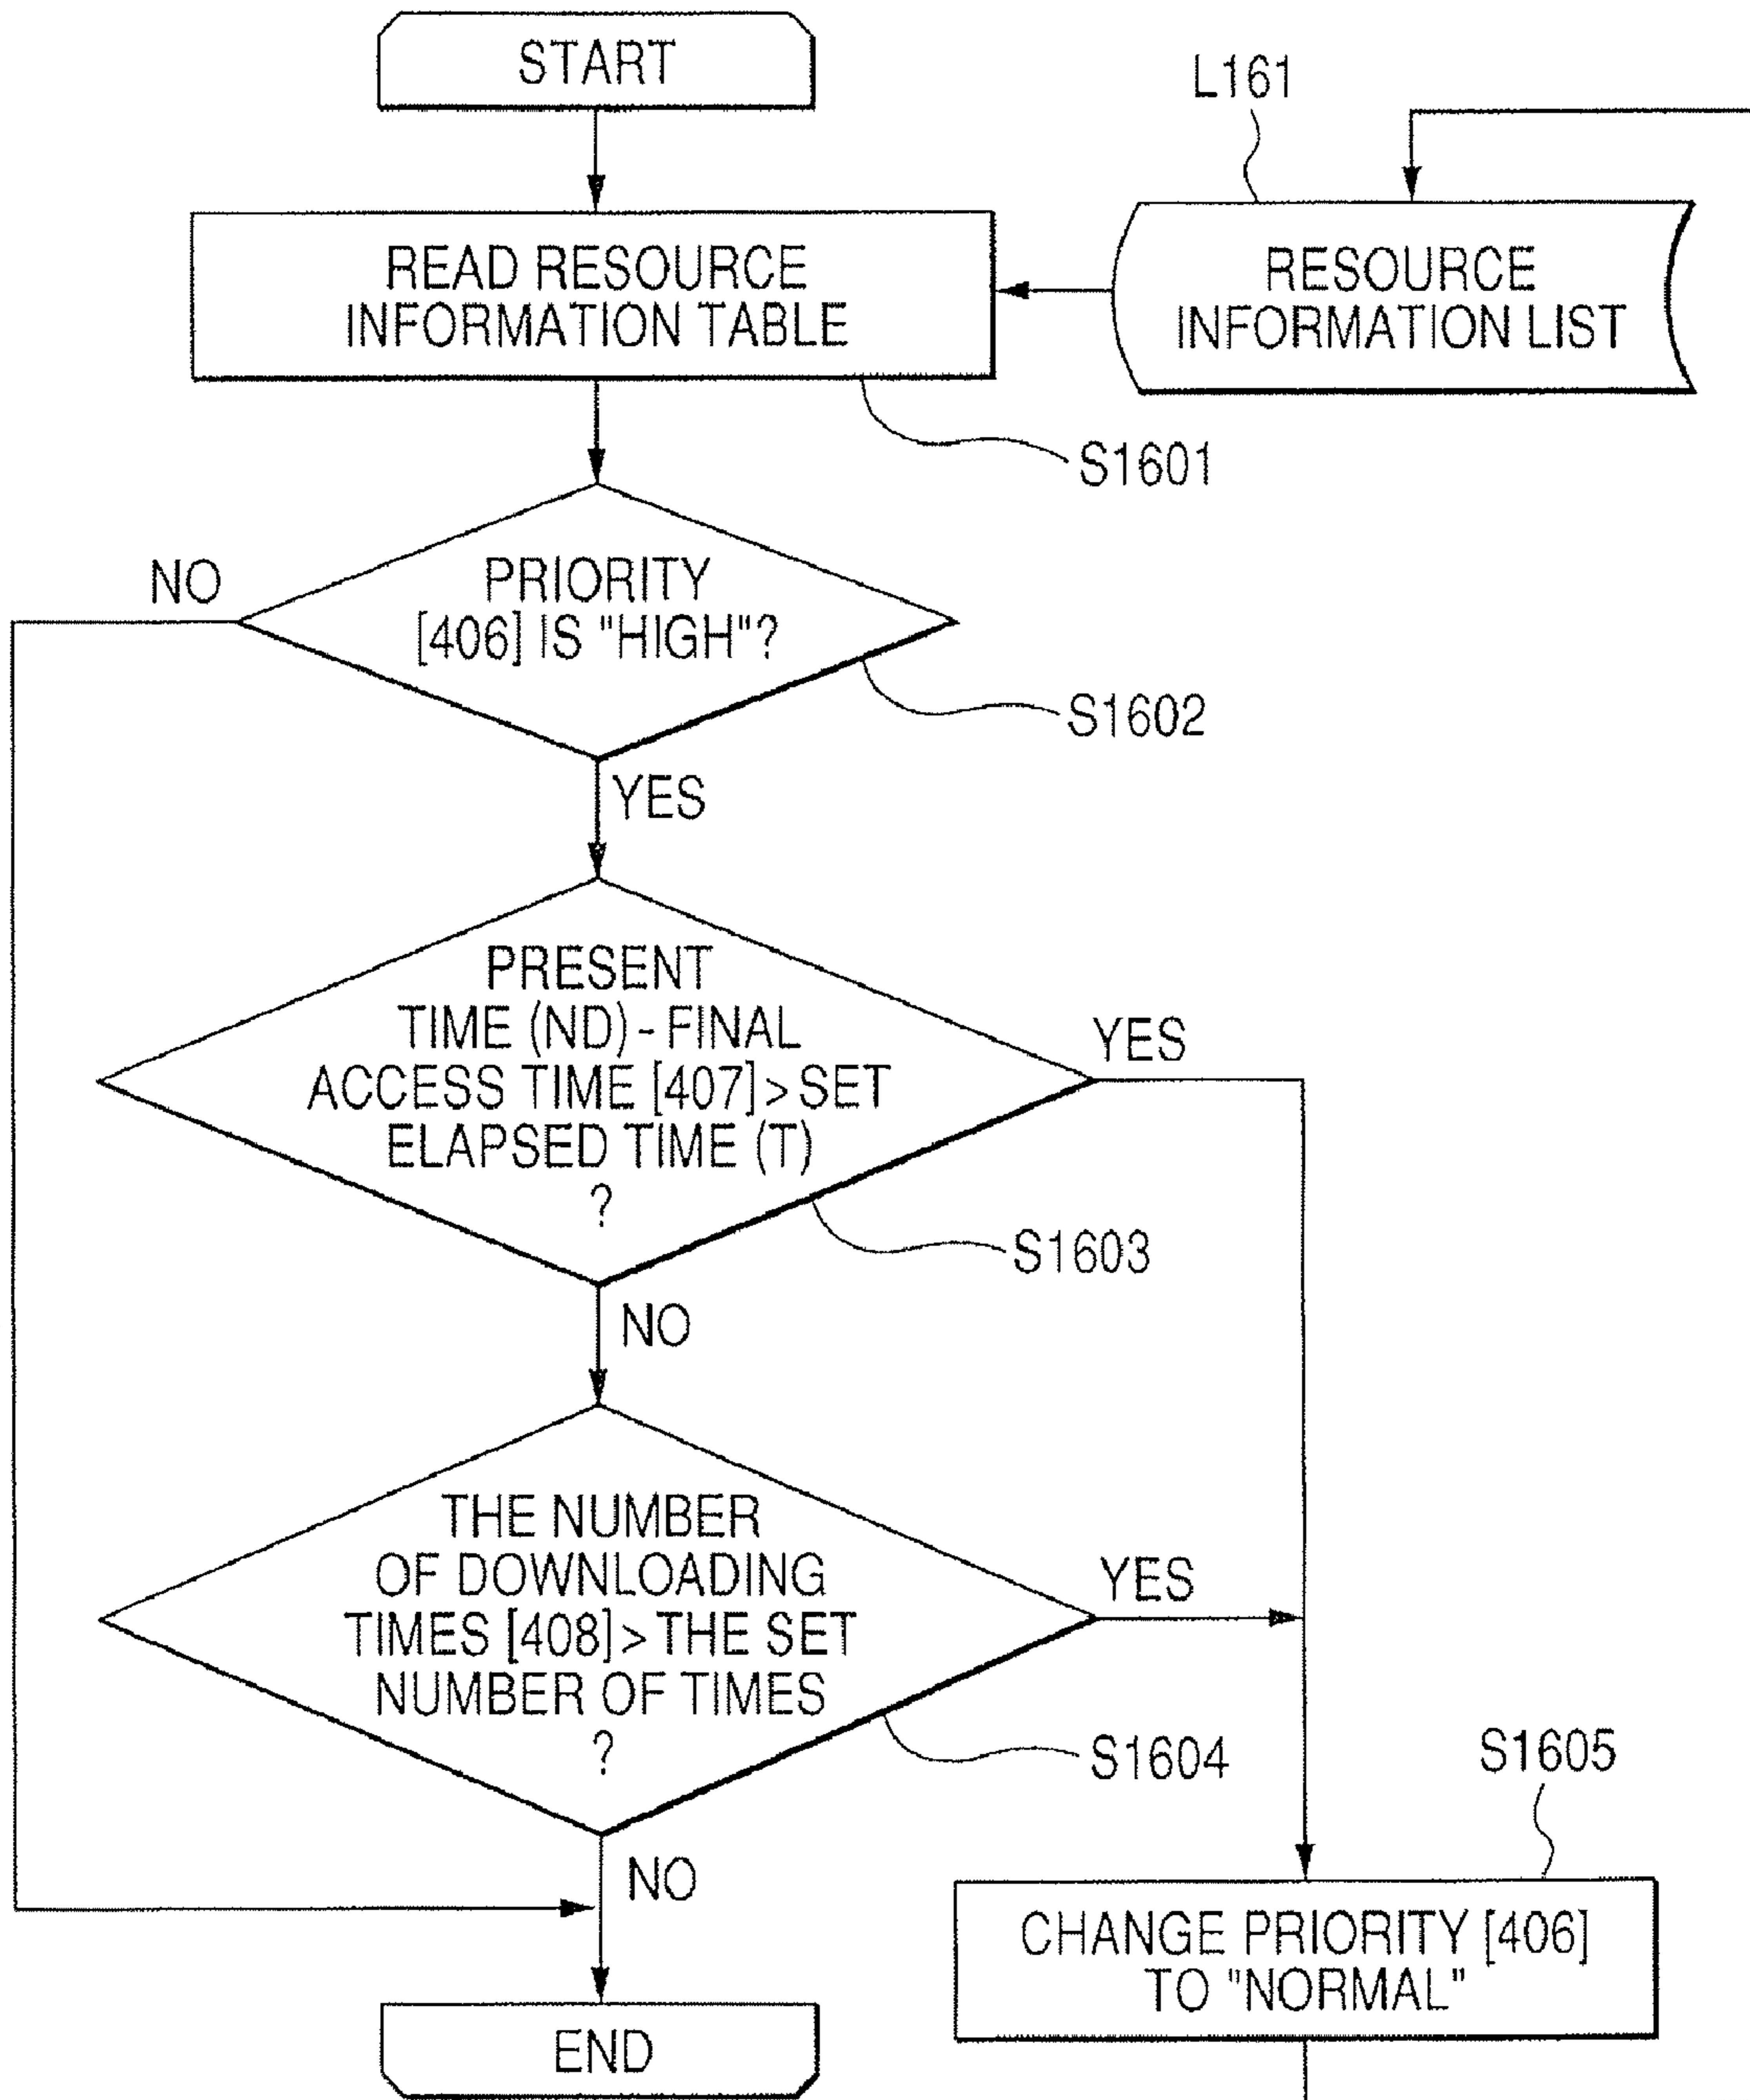 START
L161
READ RESOURCE
INFORMATION TABLE
RESOURCE
INFORMATION LIST
S1601
NO
PRIORITY
[406] IS "HIGH"?
S1602
YES
PRESENT
TIME (ND) - FINAL
ACCESS TIME [407] > SET
ELAPSED TIME (T)
?
YES
S1603
NO
THE NUMBER
OF DOWNLOADING
TIMES [408] > THE SET
NUMBER OF TIMES
?
YES
S1604
S1605
NO
CHANGE PRIORITY [406]
TO "NORMAL"
END